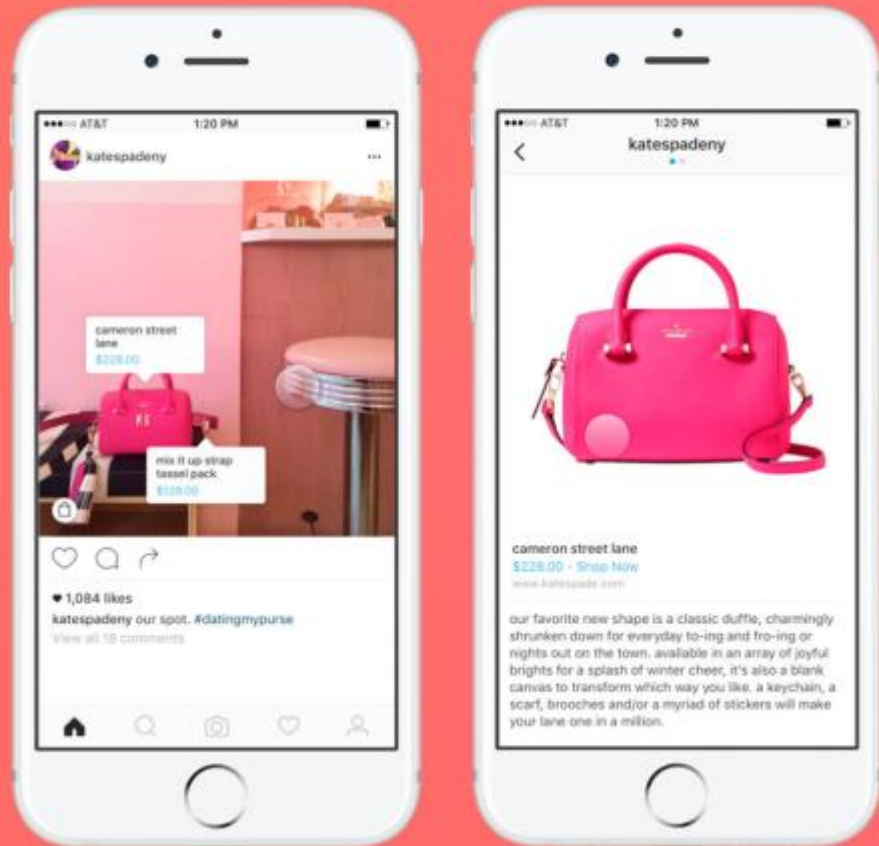 AT&T 1:20 PM
katespadeny
cameron street
lane
$228.00
KS
mix it up strap
tassel pack
$128.00
1,084 likes
katespadeny our spot. #datingmypurse
View all 18 comments
AT&T 1:20 PM
katespadeny
cameron street lane
$228.00 - Shop Now
www.katespade.com
our favorite new shape is a classic duffle, charmingly
shrunken down for everyday to-ing and fro-ing or
nights out on the town. available in an array of joyful
brights for a splash of winter cheer, it's also a blank
canvas to transform which way you like. a keychain, a
scarf, brooches and/or a myriad of stickers will make
your lane one in a million.